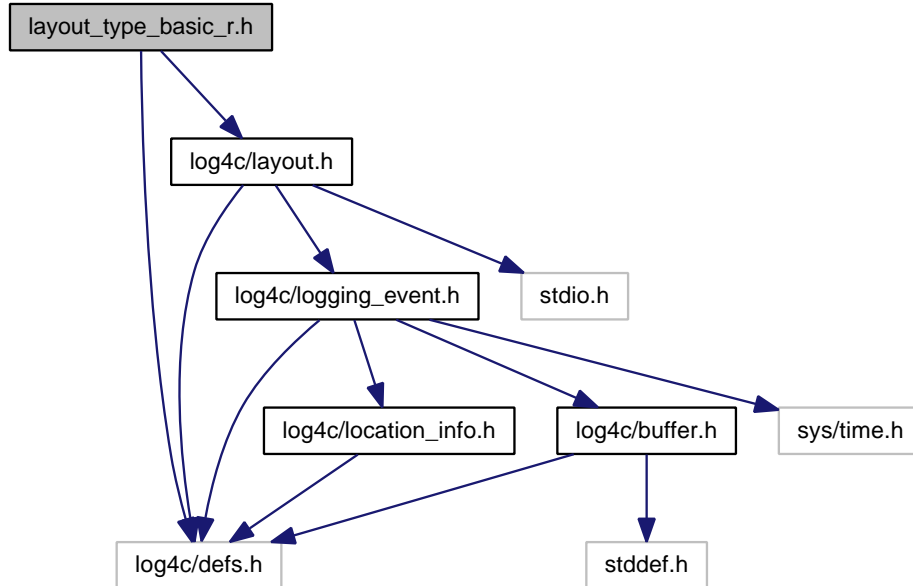 layout_type_basic_r.h
log4c/layout.h
log4c/logging_event.h
stdio.h
log4c/location_info.h
log4c/buffer.h
sys/time.h
log4c/defs.h
stddef.h